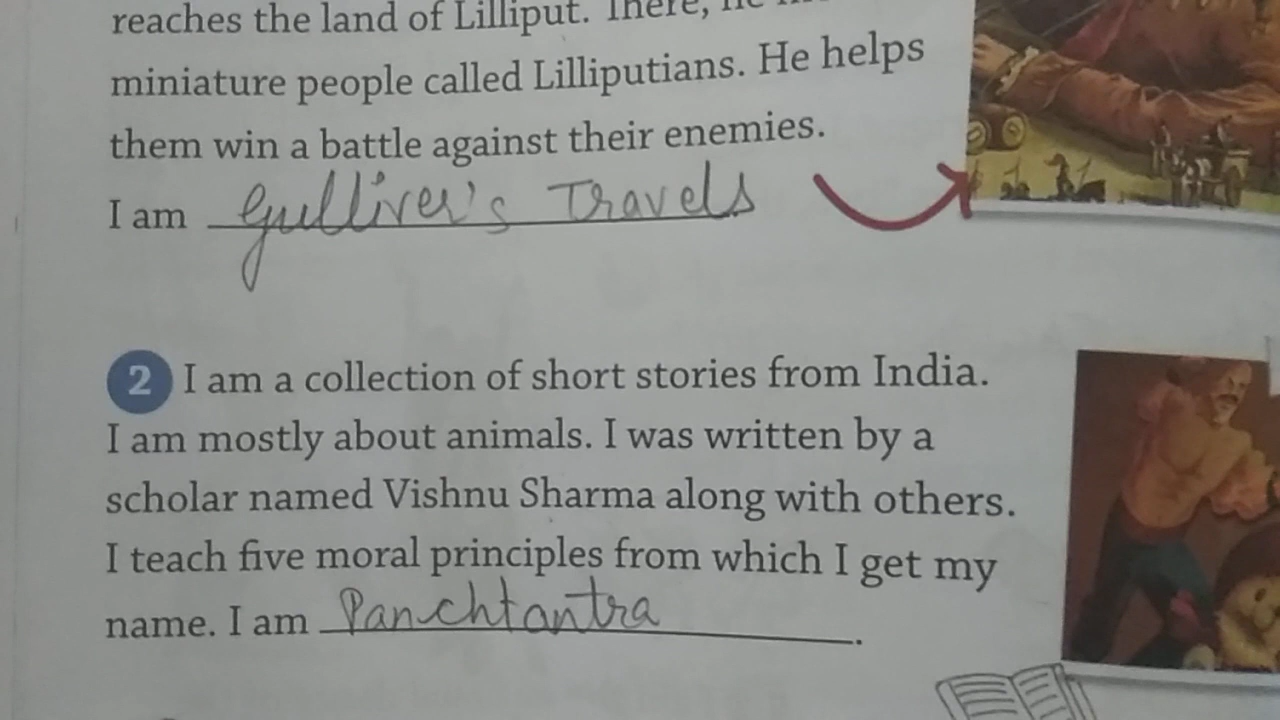 reaches the land of Lilliput. There, he
miniature people called Lilliputians. He helps
them win a battle against their enemies.
I am Gulliver's Travels
2 I am a collection of short stories from India.
I am mostly about animals. I was written by a
scholar named Vishnu Sharma along with others.
I teach five moral principles from which I get my
name. I am Panchtantra.